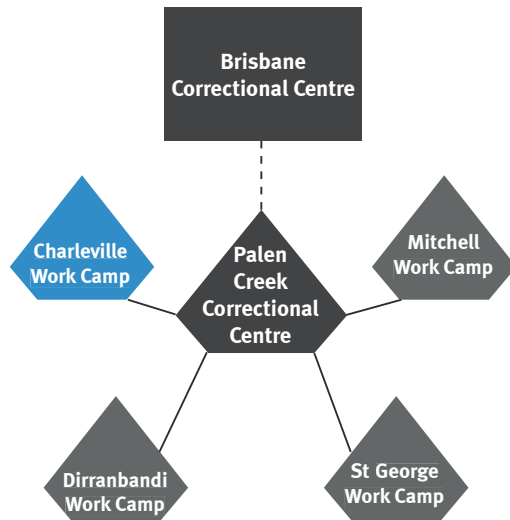 Brisbane
Correctional Centre
Charleville
Work Camp
Palen
Creek
Correctional
Centre
Mitchell
Work Camp
Dirranbandi
Work Camp
St George
Work Camp